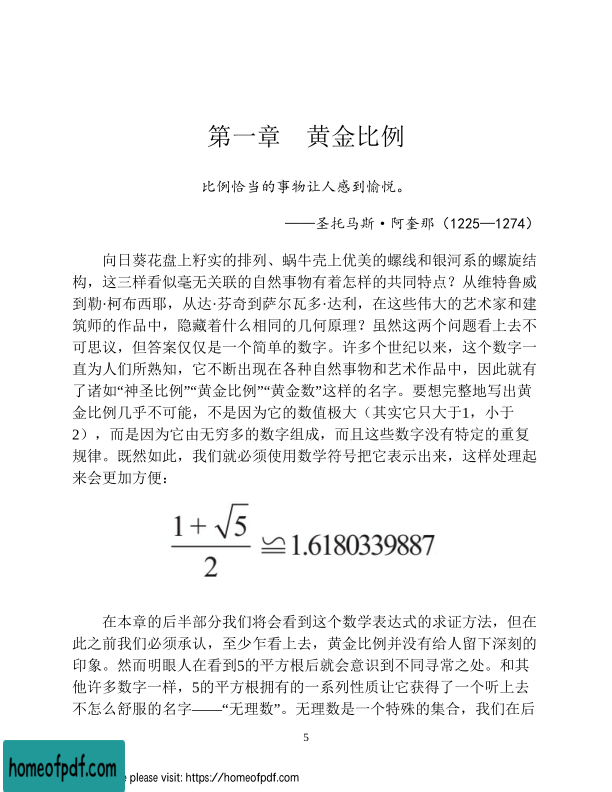 第一章　黄金比例
比例恰当的事物让人感到愉悦。
——圣托马斯·阿奎那（1225—1274）
向日葵花盘上籽实的排列、蜗牛壳上优美的螺线和银河系的螺旋结
构，这三样看似毫无关联的自然事物有着怎样的共同特点？从维特鲁威
到勒·柯布西耶，从达·芬奇到萨尔瓦多·达利，在这些伟大的艺术家和建
筑师的作品中，隐藏着什么相同的几何原理？虽然这两个问题看上去不
可思议，但答案仅仅是一个简单的数字。许多个世纪以来，这个数字一
直为人们所熟知，它不断出现在各种自然事物和艺术作品中，因此就有
了诸如“神圣比例”“黄金比例”“黄金数”这样的名字。要想完整地写出黄
金比例几乎不可能，不是因为它的数值极大（其实它只大于1，小于
2），而是因为它由无穷多的数字组成，而且这些数字没有特定的重复
规律。既然如此，我们就必须使用数学符号把它表示出来，这样处理起
来会更加方便：
1+√5
2
≌1.6180339887
在本章的后半部分我们将会看到这个数学表达式的求证方法，但在
此之前我们必须承认，至少乍看上去，黄金比例并没有给人留下深刻的
印象。然而明眼人在看到5的平方根后就会意识到不同寻常之处。和其
他许多数字一样，5的平方根拥有的一系列性质让它获得了一个听上去
不怎么舒服的名字——“无理数”。无理数是一个特殊的集合，我们在后
5
homeofpdf.com
please visit: https://homeofpdf.com